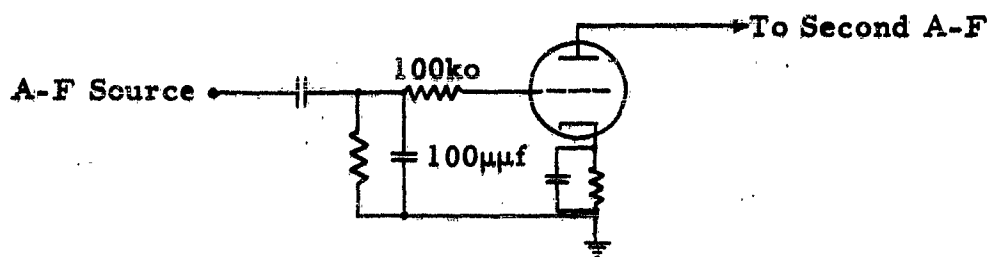 To Second A-F
100ko
A-F Source
100μμf